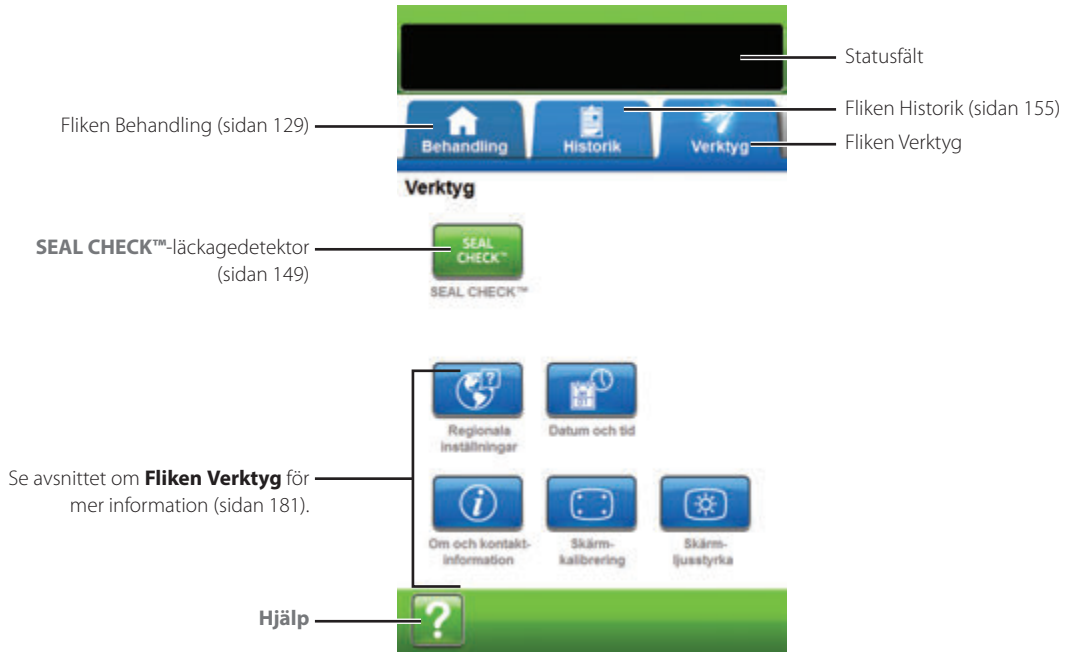 Statusfält
Fliken Behandling (sidan 129)
Fliken Historik (sidan 155)
Fliken Verktyg
Behandling
Historik
Verktyg
Verktyg
SEAL CHECK™-läckagedetektor
(sidan 149)
SEAL
CHECK™
SEAL CHECK™
?
Regionala
inställningar
Datum och tid
Se avsnittet om Fliken Verktyg för
mer information (sidan 181).
i
Om och kontakt-
information
Skärm-
kalibrering
Skärm-
ljusstyrka
Hjälp
?